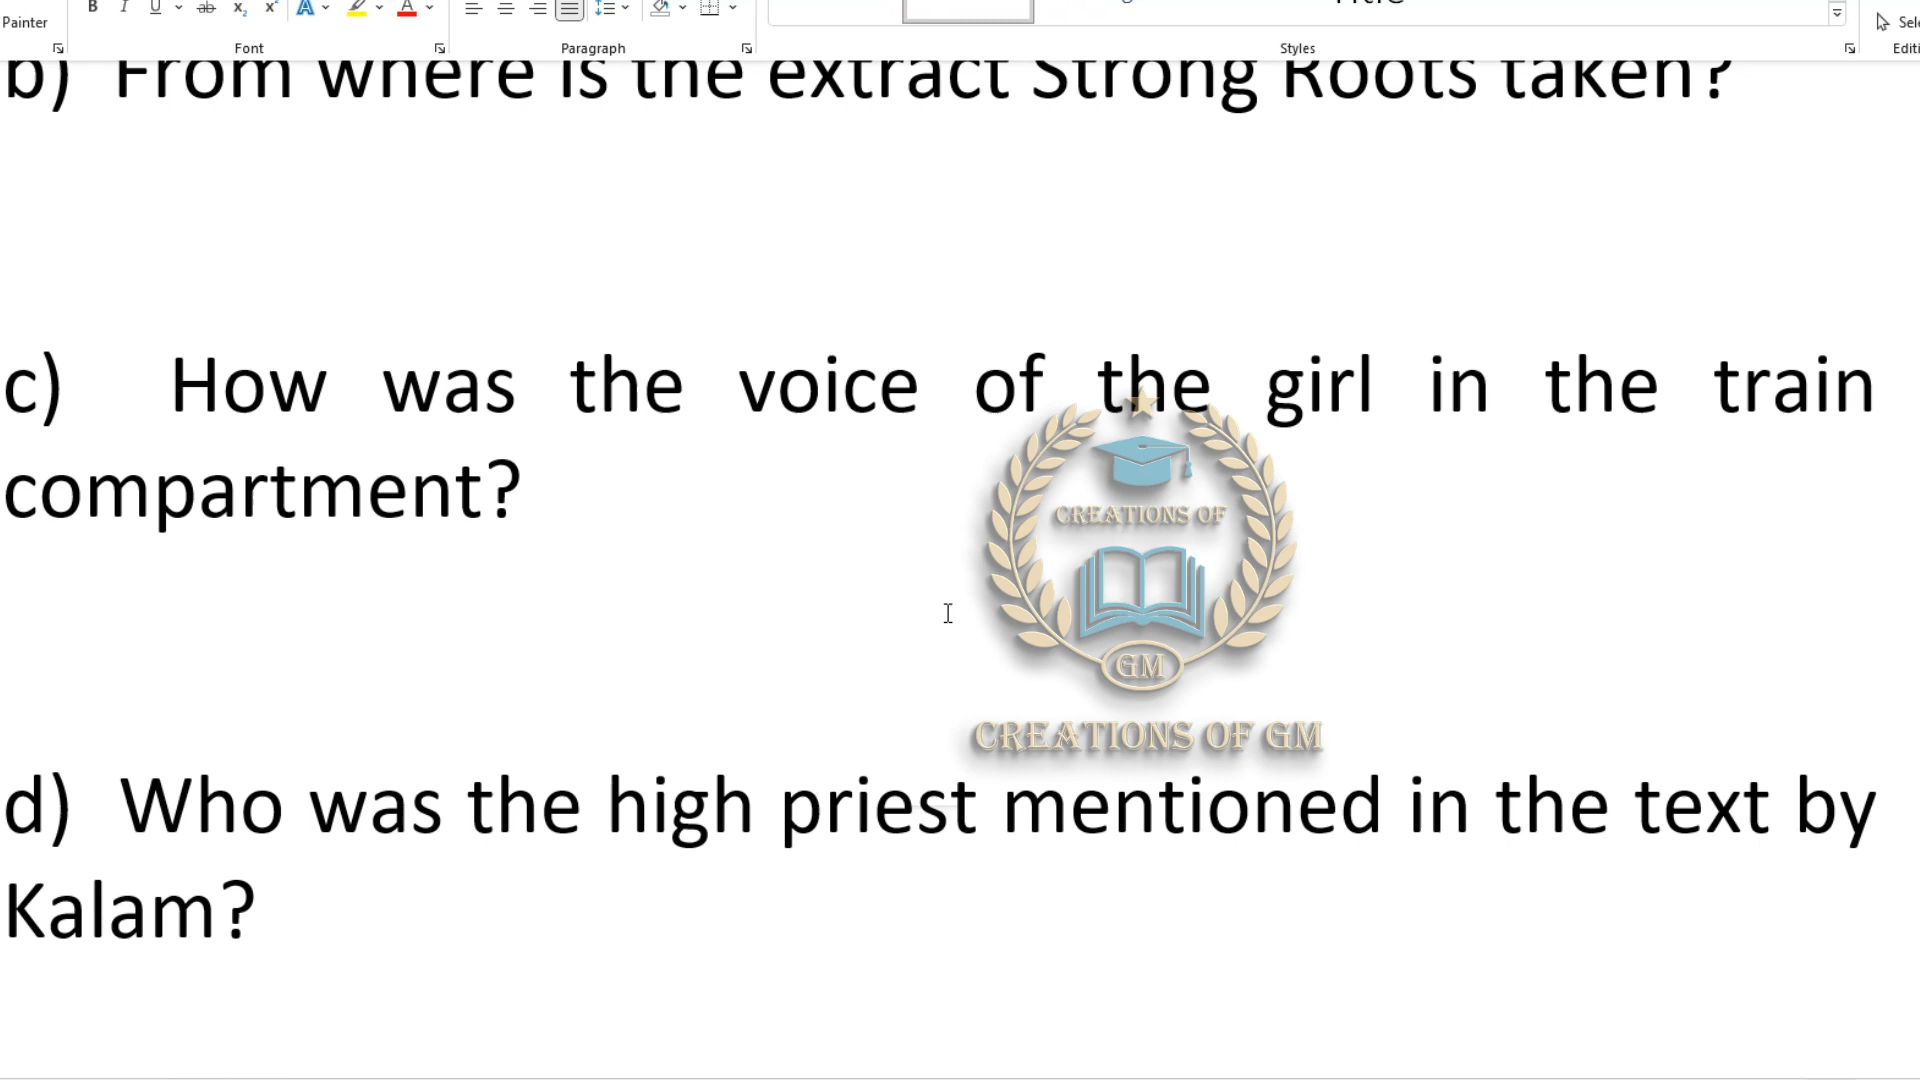 Painter
Font
Paragraph
Styles
b) From where is the extract Strong Roots taken?
c) How was the voice of the girl in the train
compartment?
CREATIONS OF
GM
CREATIONS OF GM
d) Who was the high priest mentioned in the text by
Kalam?